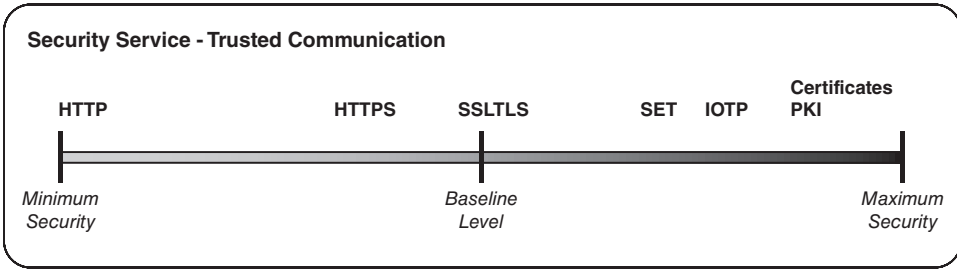 Security Service - Trusted Communication
Certificates
HTTP HTTPS SSLTLS SET IOTP PKI
Minimum Baseline Maximum
Security Level Security